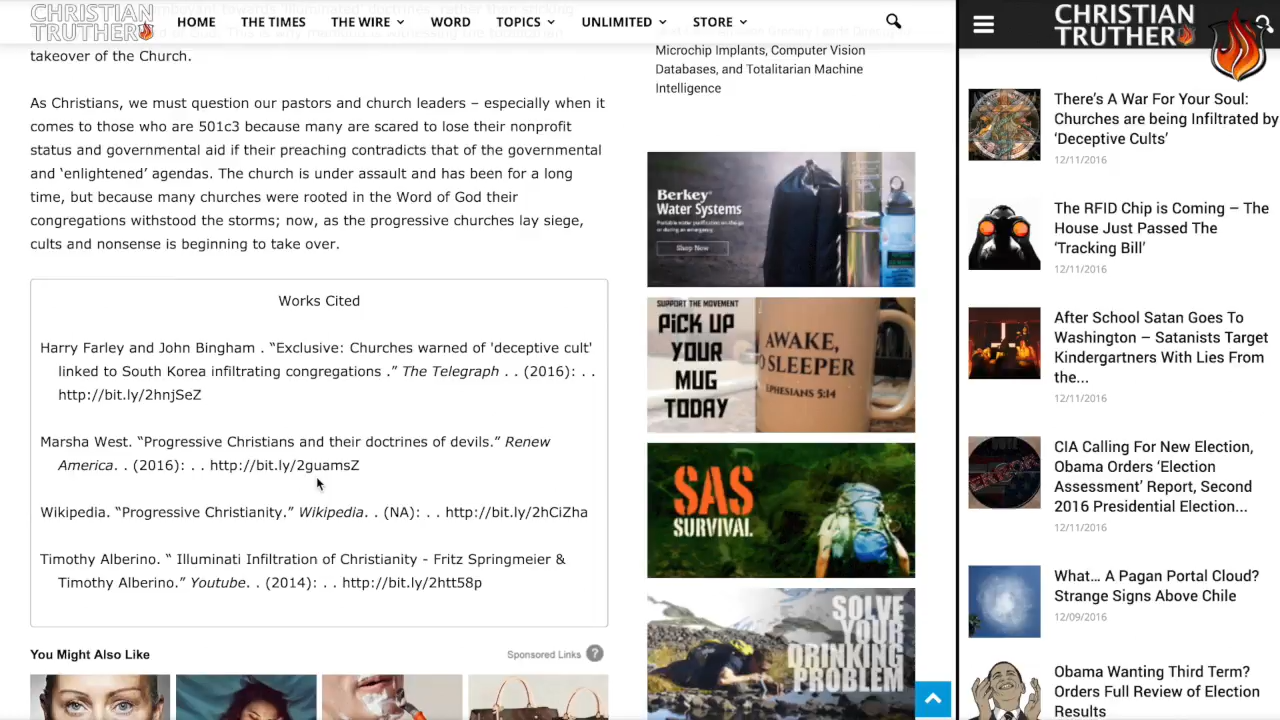 CHRISTIAN
TRUTHER
HOME
THE TIMES
THE WIRE
WORD
TOPICS
UNLIMITED
STORE
takeover of the Church.
As Christians, we must question our pastors and church leaders – especially when it
comes to those who are 501c3 because many are scared to lose their nonprofit
status and governmental aid if their preaching contradicts that of the governmental
and ‘enlightened’ agendas. The church is under assault and has been for a long
time, but because many churches were rooted in the Word of God their
congregations withstood the storms; now, as the progressive churches lay siege,
cults and nonsense is beginning to take over.
Works Cited
Harry Farley and John Bingham . “Exclusive: Churches warned of 'deceptive cult'
linked to South Korea infiltrating congregations .” The Telegraph . . (2016): . .
http://bit.ly/2hnjSeZ
Marsha West. “Progressive Christians and their doctrines of devils.” Renew
America. . (2016): . . http://bit.ly/2guamsZ
Wikipedia. “Progressive Christianity.” Wikipedia. . (NA): . . http://bit.ly/2hCiZha
Timothy Alberino. “ Illuminati Infiltration of Christianity - Fritz Springmeier &
Timothy Alberino.” Youtube. . (2014): . . http://bit.ly/2htt58p
You Might Also Like
Sponsored Links ?
Microchip Implants, Computer Vision
Databases, and Totalitarian Machine
Intelligence
Berkey
Water Systems
Portable water purification on the go
or during an emergency.
Shop Now
SUPPORT THE MOVEMENT
PiCK UP
YOUR
MUG
TODAY
AWAKE,
O SLEEPER
EPHESIANS 5:14
SAS
SURVIVAL
SOLVE
YOUR
DRINKING
PROBLEM
CHRISTIAN
TRUTHER
There’s A War For Your Soul:
Churches are being Infiltrated by
‘Deceptive Cults’
12/11/2016
The RFID Chip is Coming – The
House Just Passed The
‘Tracking Bill’
12/11/2016
After School Satan Goes To
Washington – Satanists Target
Kindergartners With Lies From
the...
12/11/2016
CIA Calling For New Election,
Obama Orders ‘Election
Assessment’ Report, Second
2016 Presidential Election...
12/11/2016
What… A Pagan Portal Cloud?
Strange Signs Above Chile
12/09/2016
Obama Wanting Third Term?
Orders Full Review of Election
Results